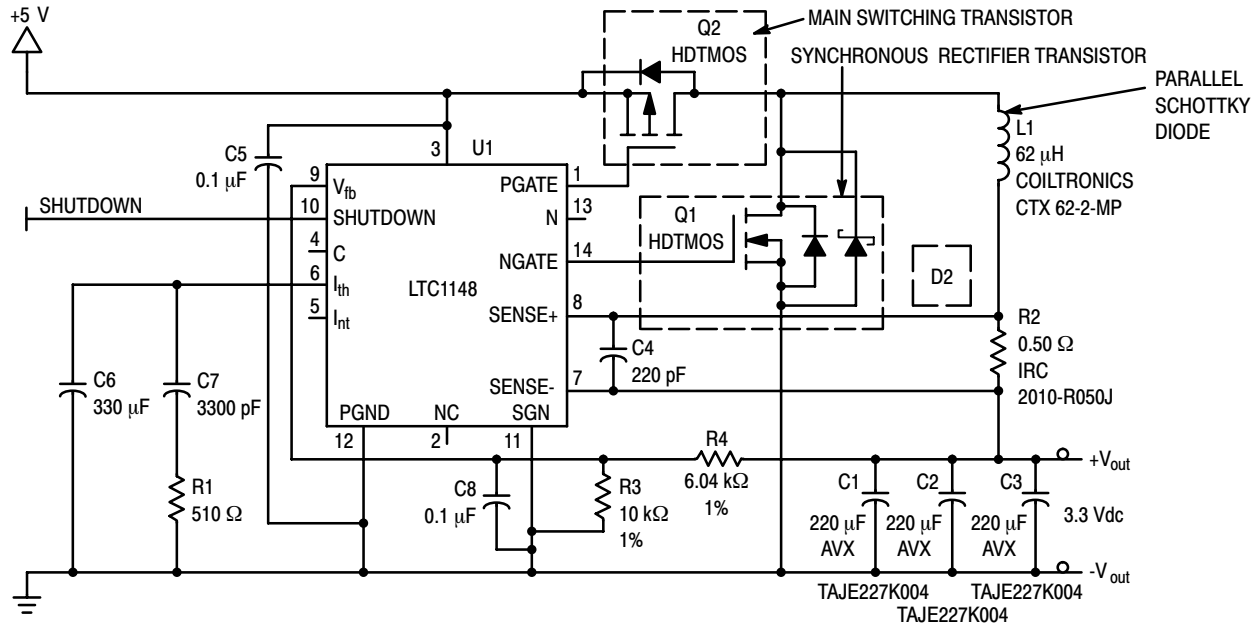 +5 V
MAIN SWITCHING TRANSISTOR
Q2
HDTMOS
SYNCHRONOUS RECTIFIER TRANSISTOR
PARALLEL
SCHOTTKY
DIODE
C5
0.1 μF
3
U1
L1
62 μH
COILTRONICS
CTX 62-2-MP
9
Vfb
PGATE
1
SHUTDOWN
10
SHUTDOWN
N
13
Q1
HDTMOS
4
C
NGATE
14
6
Ith
LTC1148
D2
5
Int
SENSE+
8
R2
0.50 Ω
IRC
2010-R050J
C4
220 pF
C6
330 μF
C7
3300 pF
SENSE-
7
PGND
NC
SGN
12
2
11
R4
6.04 kΩ
1%
+Vout
R1
510 Ω
C8
0.1 μF
R3
10 kΩ
1%
C1
220 μF
AVX
C2
220 μF
AVX
C3
220 μF
AVX
3.3 Vdc
-Vout
TAJE227K004
TAJE227K004
TAJE227K004